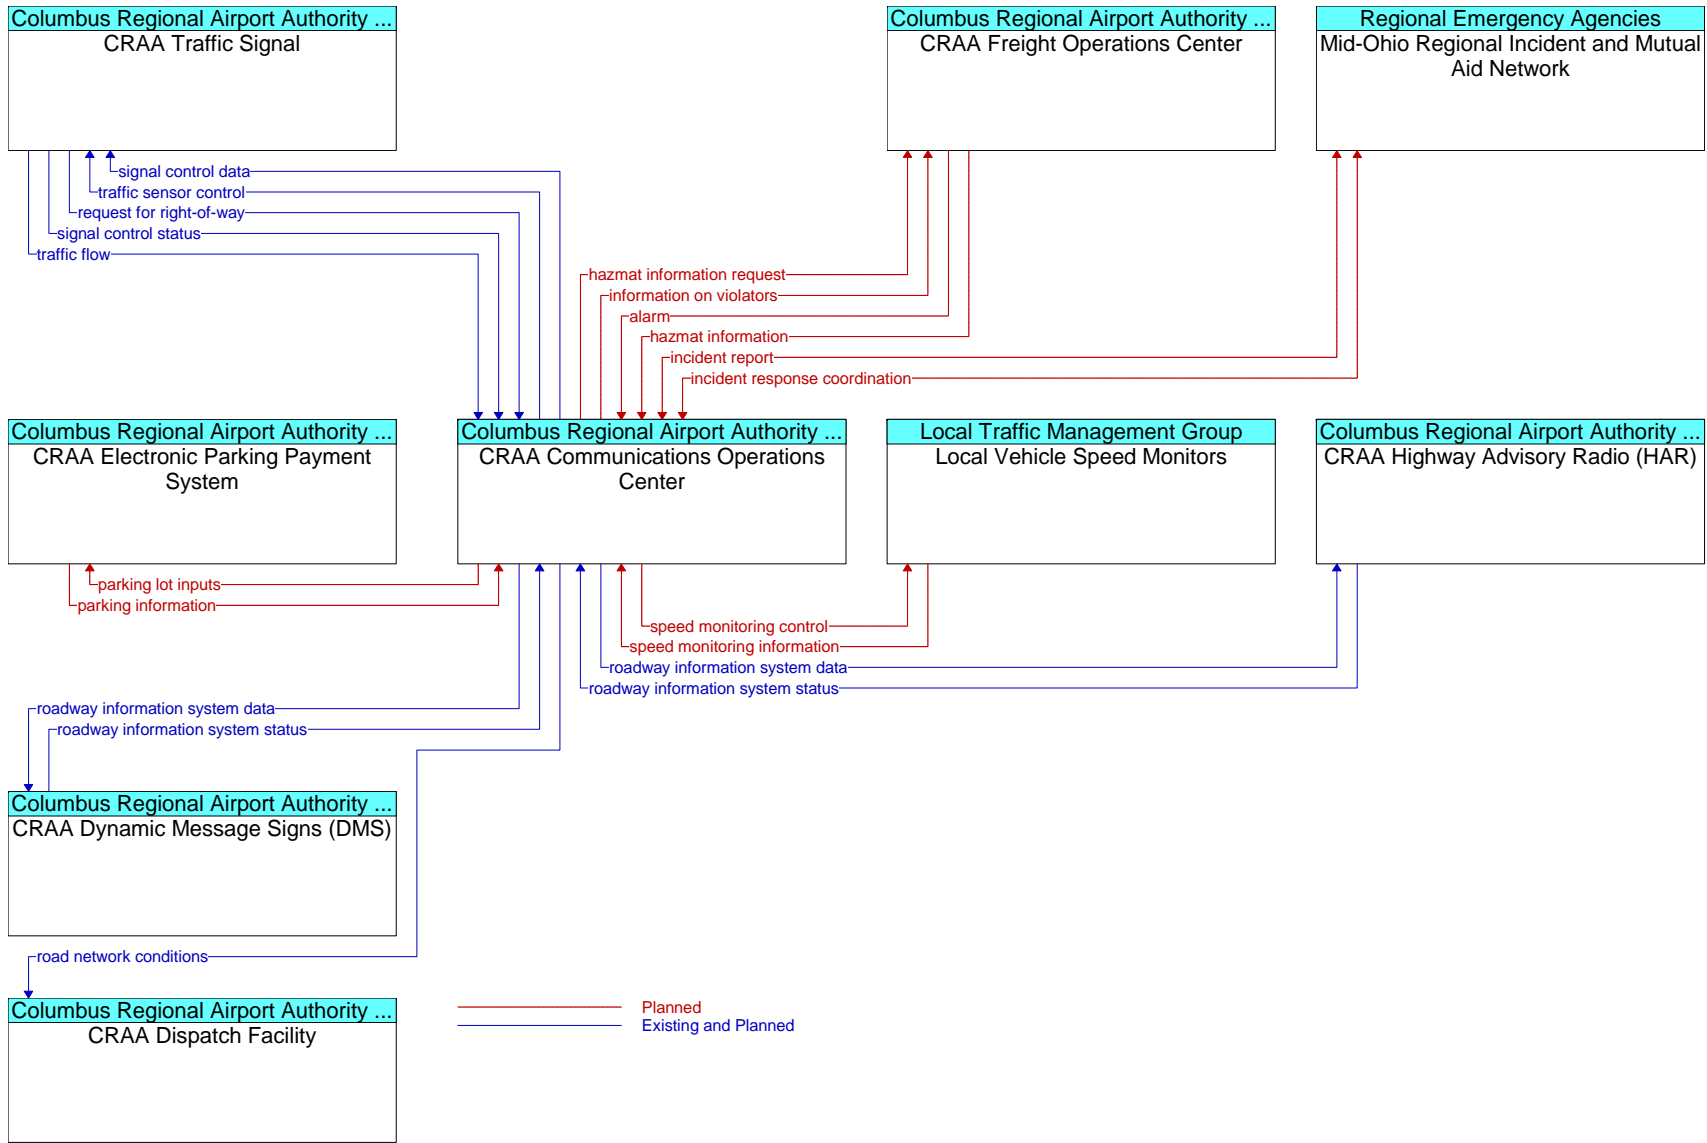 Columbus Regional Airport Authority ...
CRAA Traffic Signal
Columbus Regional Airport Authority ...
CRAA Freight Operations Center
Regional Emergency Agencies
Mid-Ohio Regional Incident and Mutual
Aid Network
signal control data
traffic sensor control
request for right-of-way
signal control status
traffic flow
hazmat information request
information on violators
alarm
hazmat information
incident report
incident response coordination
Columbus Regional Airport Authority ...
CRAA Electronic Parking Payment
System
Columbus Regional Airport Authority ...
CRAA Communications Operations
Center
Local Traffic Management Group
Local Vehicle Speed Monitors
Columbus Regional Airport Authority ...
CRAA Highway Advisory Radio (HAR)
parking lot inputs
parking information
speed monitoring control
speed monitoring information
roadway information system data
roadway information system status
roadway information system data
roadway information system status
Columbus Regional Airport Authority ...
CRAA Dynamic Message Signs (DMS)
road network conditions
Columbus Regional Airport Authority ...
CRAA Dispatch Facility
Planned
Existing and Planned